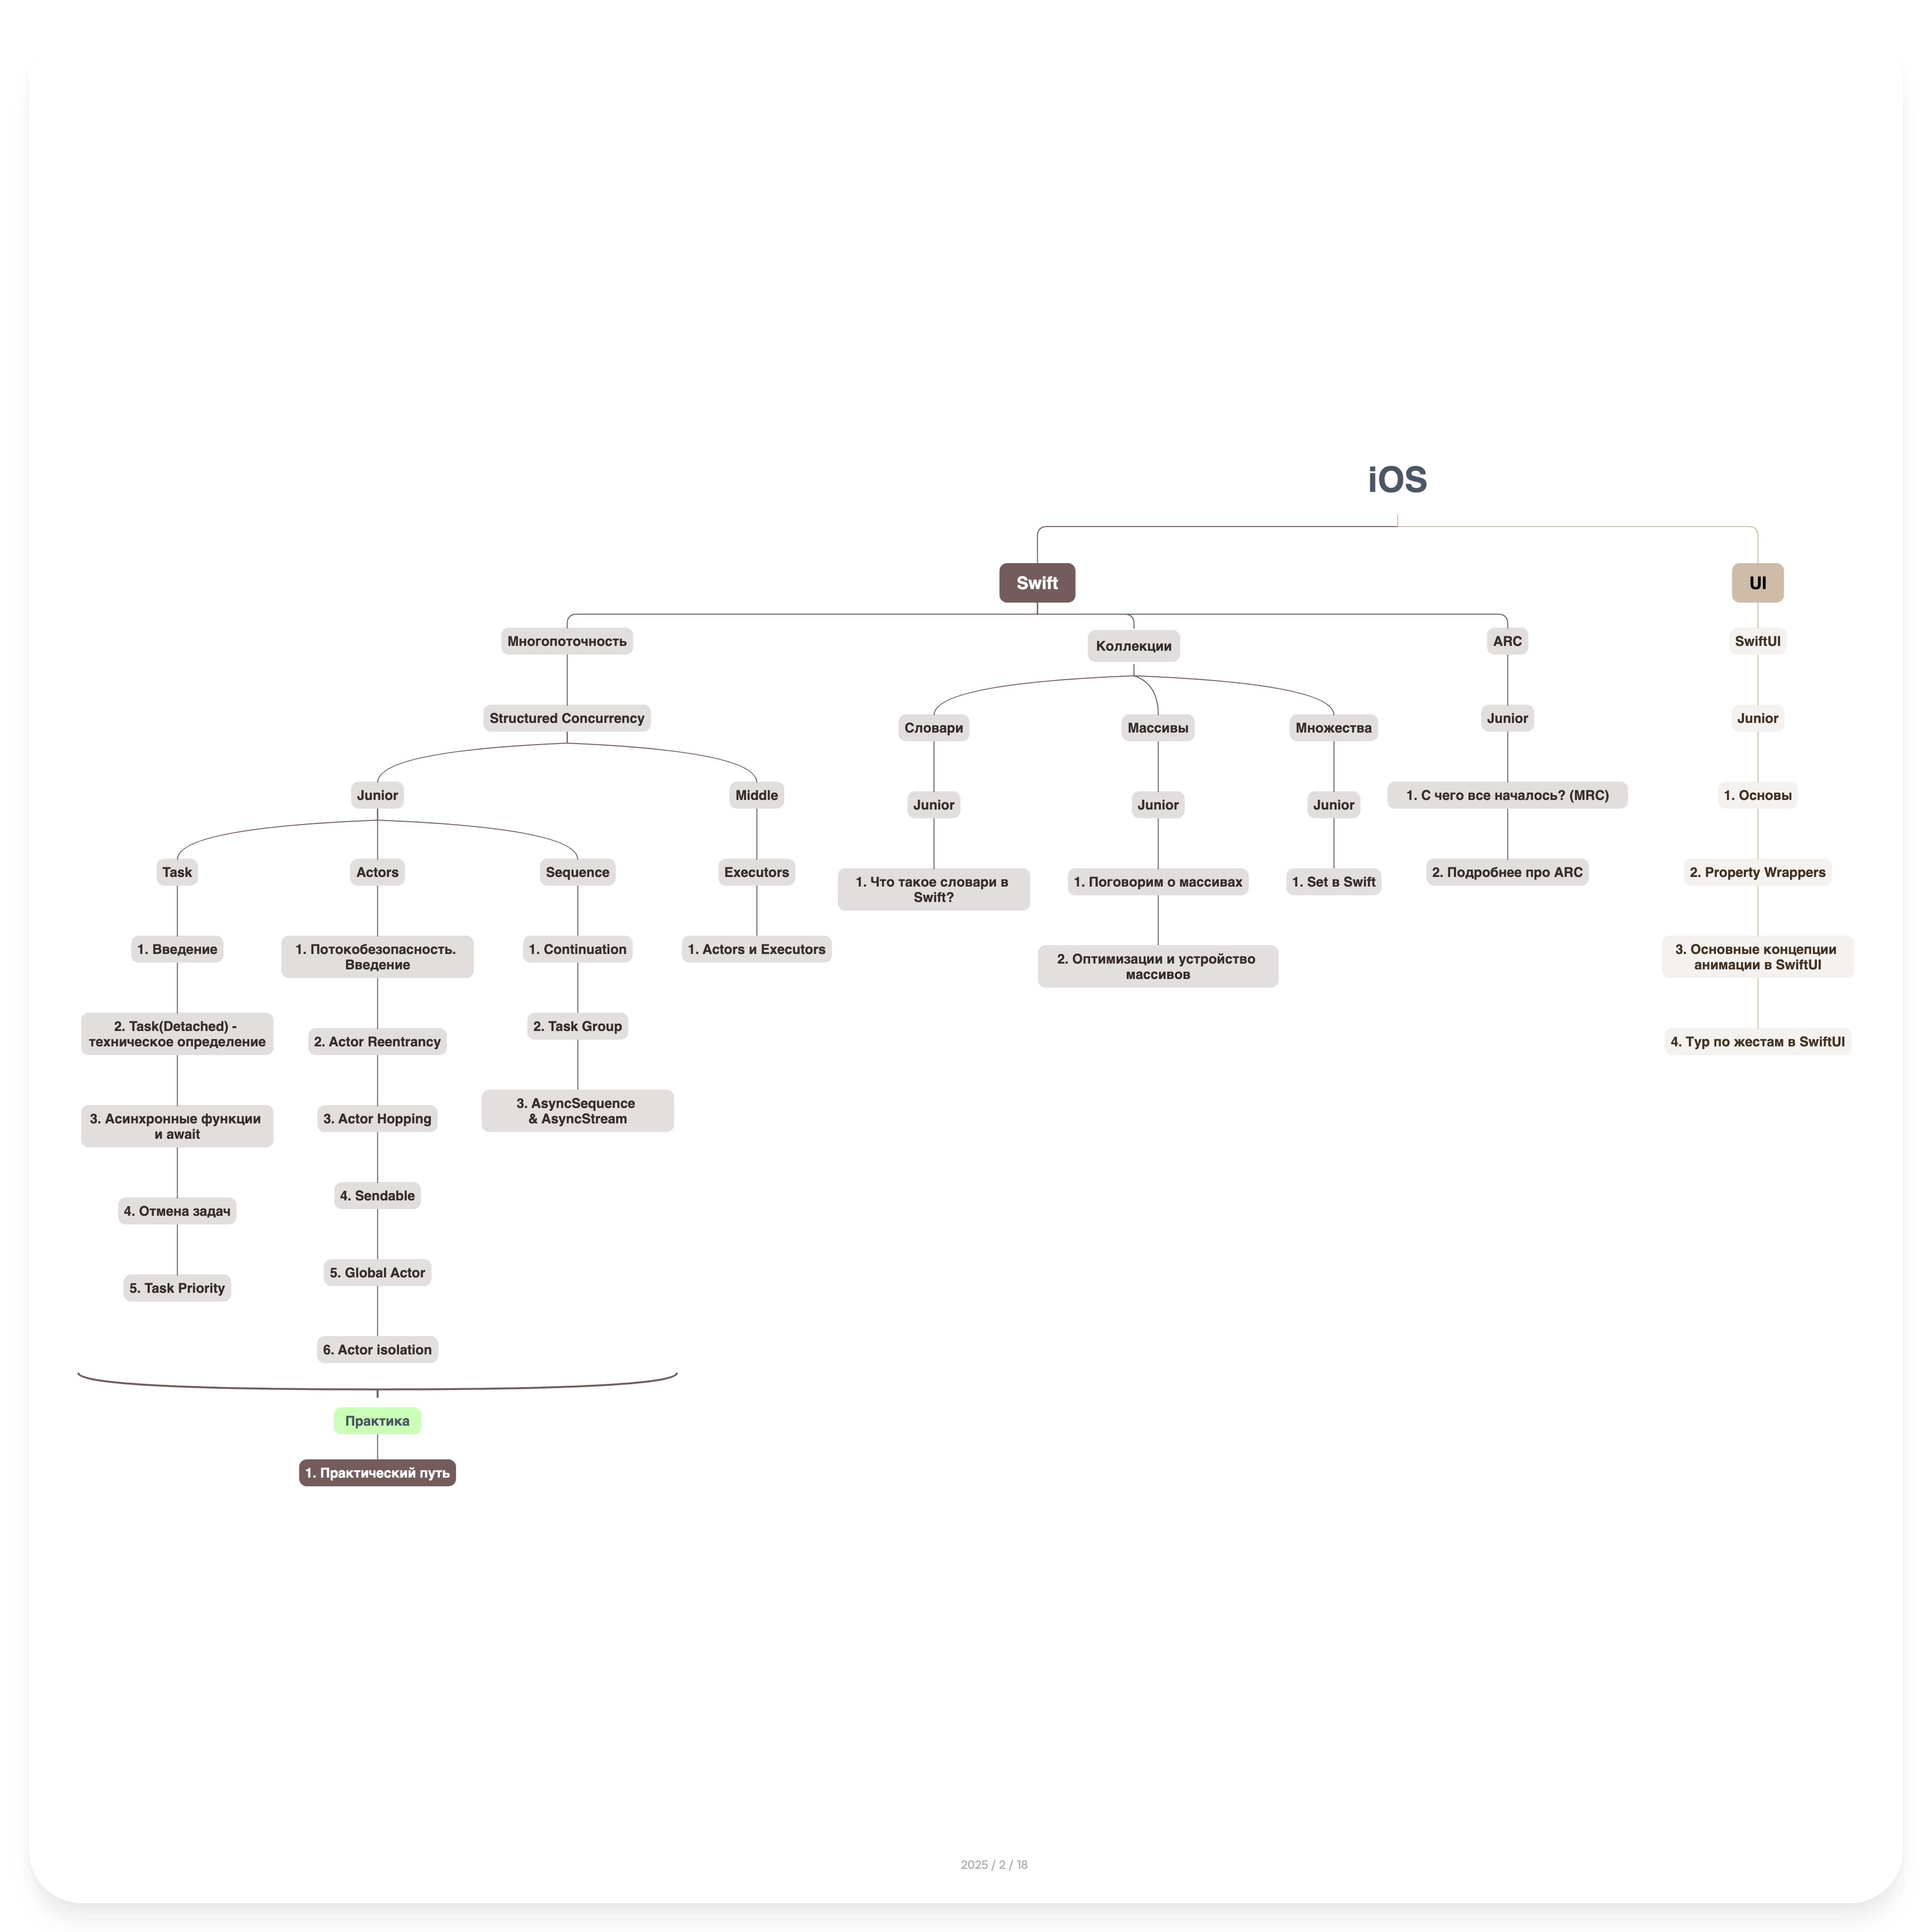 iOS
Swift
UI
Многопоточность
Коллекции
ARC
SwiftUI
Structured Concurrency
Словари
Массивы
Множества
Junior
Junior
Junior
Middle
Junior
Junior
Junior
1. С чего все началось? (MRC)
1. Основы
Task
Actors
Sequence
Executors
1. Что такое словари в
Swift?
1. Поговорим о массивах
1. Set в Swift
2. Подробнее про ARC
2. Property Wrappers
1. Введение
1. Потокобезопасность.
Введение
1. Continuation
1. Actors и Executors
2. Оптимизации и устройство
массивов
3. Основные концепции
анимации в SwiftUI
2. Task(Detached) -
техническое определение
2. Actor Reentrancy
2. Task Group
4. Тур по жестам в SwiftUI
3. Асинхронные функции
и await
3. Actor Hopping
3. AsyncSequence
& AsyncStream
4. Отмена задач
4. Sendable
5. Task Priority
5. Global Actor
6. Actor isolation
Практика
1. Практический путь
2025 / 2 / 18